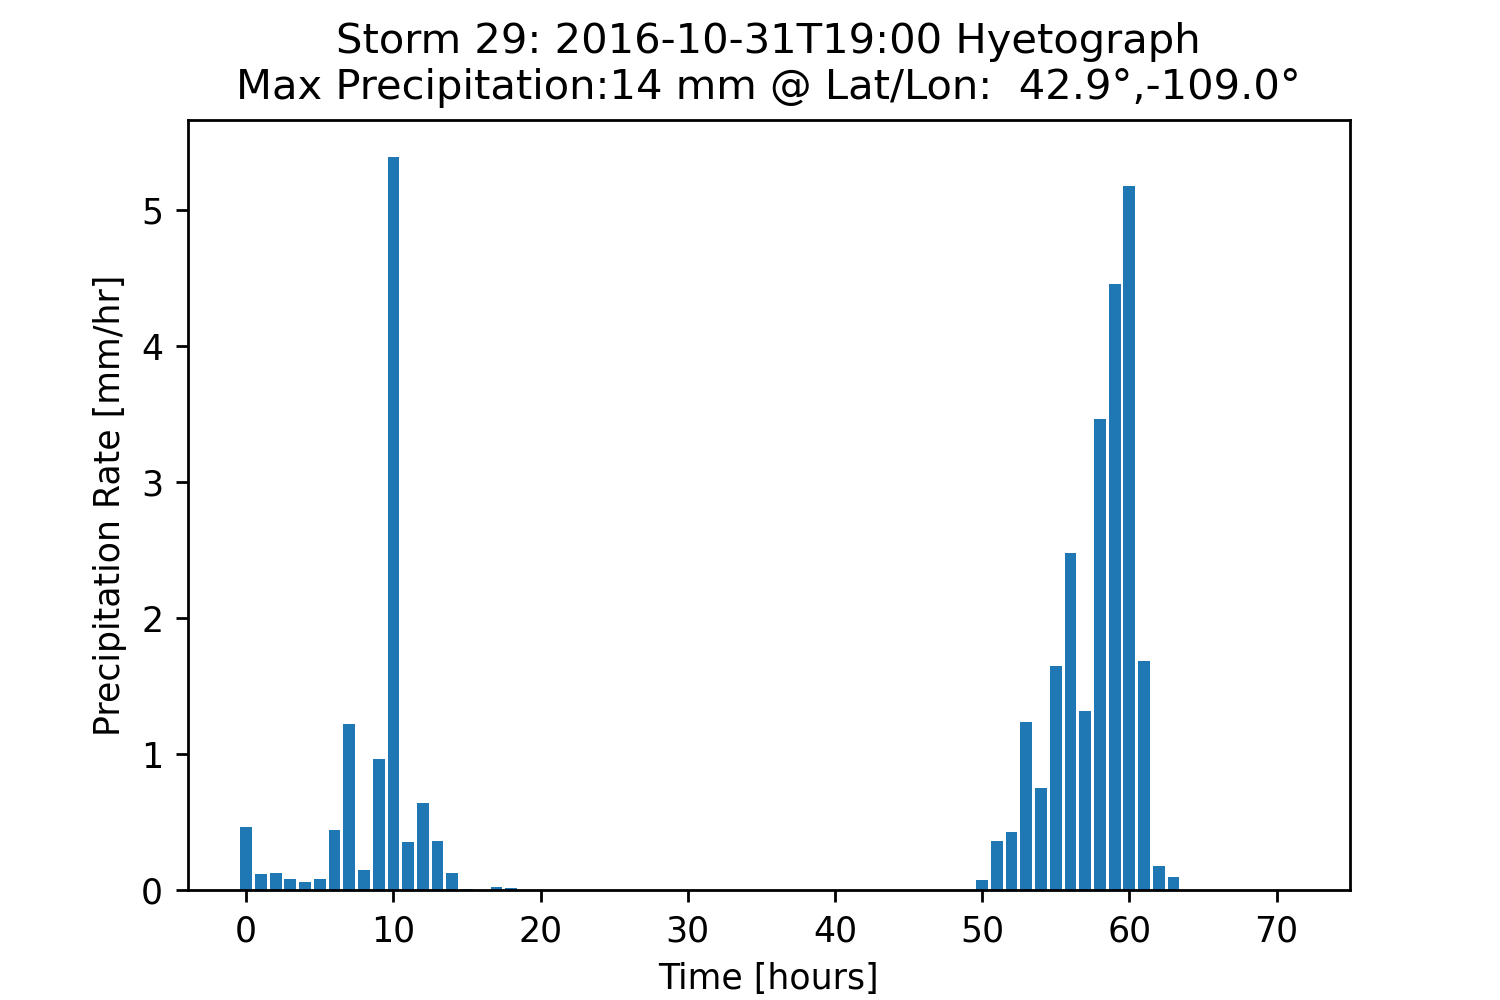 Storm 29: 2016-10-31T19:00 Hyetograph
Max Precipitation:14 mm @ Lat/Lon:  42.9°,-109.0°
Precipitation Rate [mm/hr]
5
4
3
2
1
0
0 10 20 30 40 50 60 70
Time [hours]